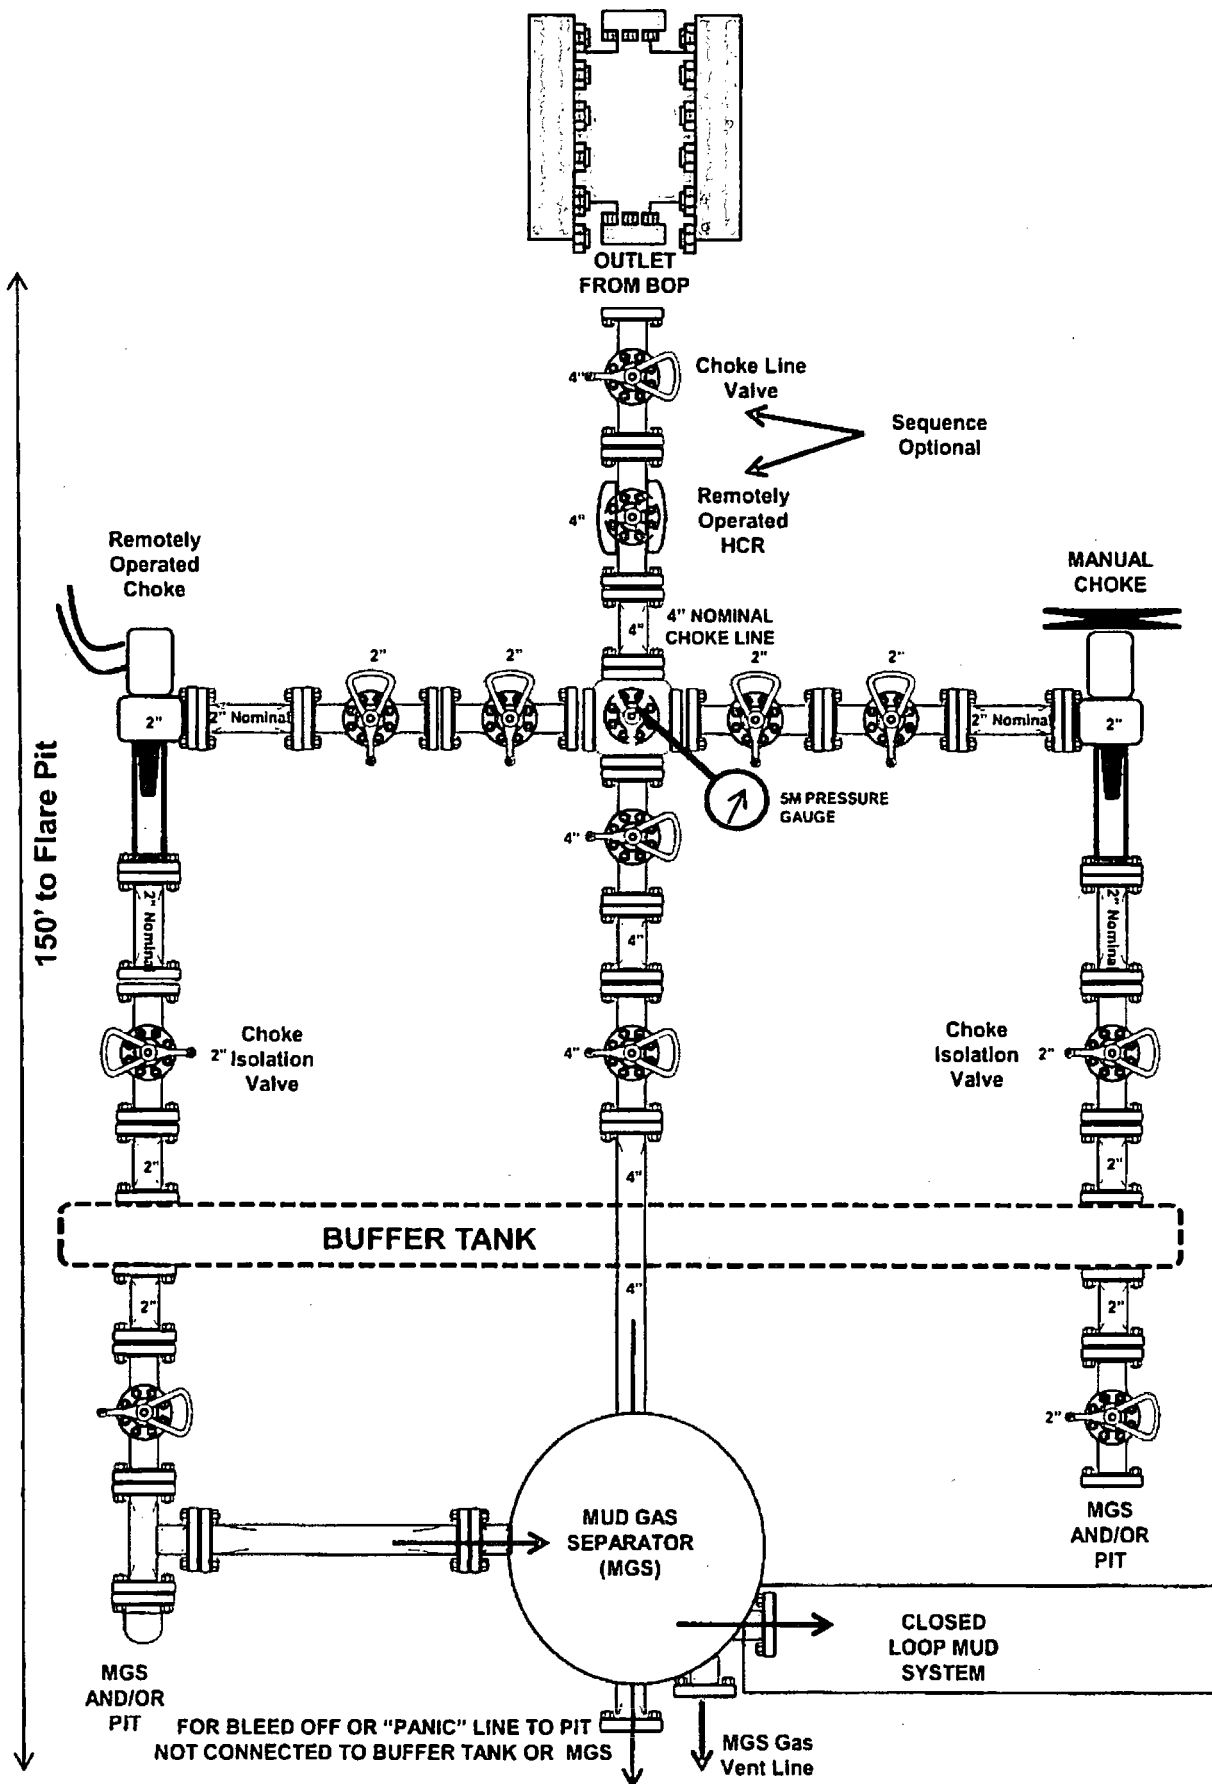 OUTLET
FROM BOP
4"
Choke Line
Valve
Sequence
Optional
4"
Remotely
Operated
HCR
Remotely
Operated
Choke
MANUAL
CHOKE
4"
4" NOMINAL
CHOKE LINE
2"
2"
2"
2"
2"
2" Nominal
2" Nominal
2"
5M PRESSURE
GAUGE
4"
150' to Flare Pit
2" Nominal
4"
2" Nominal
2"
Choke
Isolation
Valve
4"
Choke
Isolation
Valve
2"
2"
4"
2"
BUFFER TANK
2"
4"
2"
2"
MUD GAS
SEPARATOR
(MGS)
MGS
AND/OR
PIT
CLOSED
LOOP MUD
SYSTEM
MGS
AND/OR
PIT
FOR BLEED OFF OR "PANIC" LINE TO PIT
NOT CONNECTED TO BUFFER TANK OR MGS
MGS Gas
Vent Line